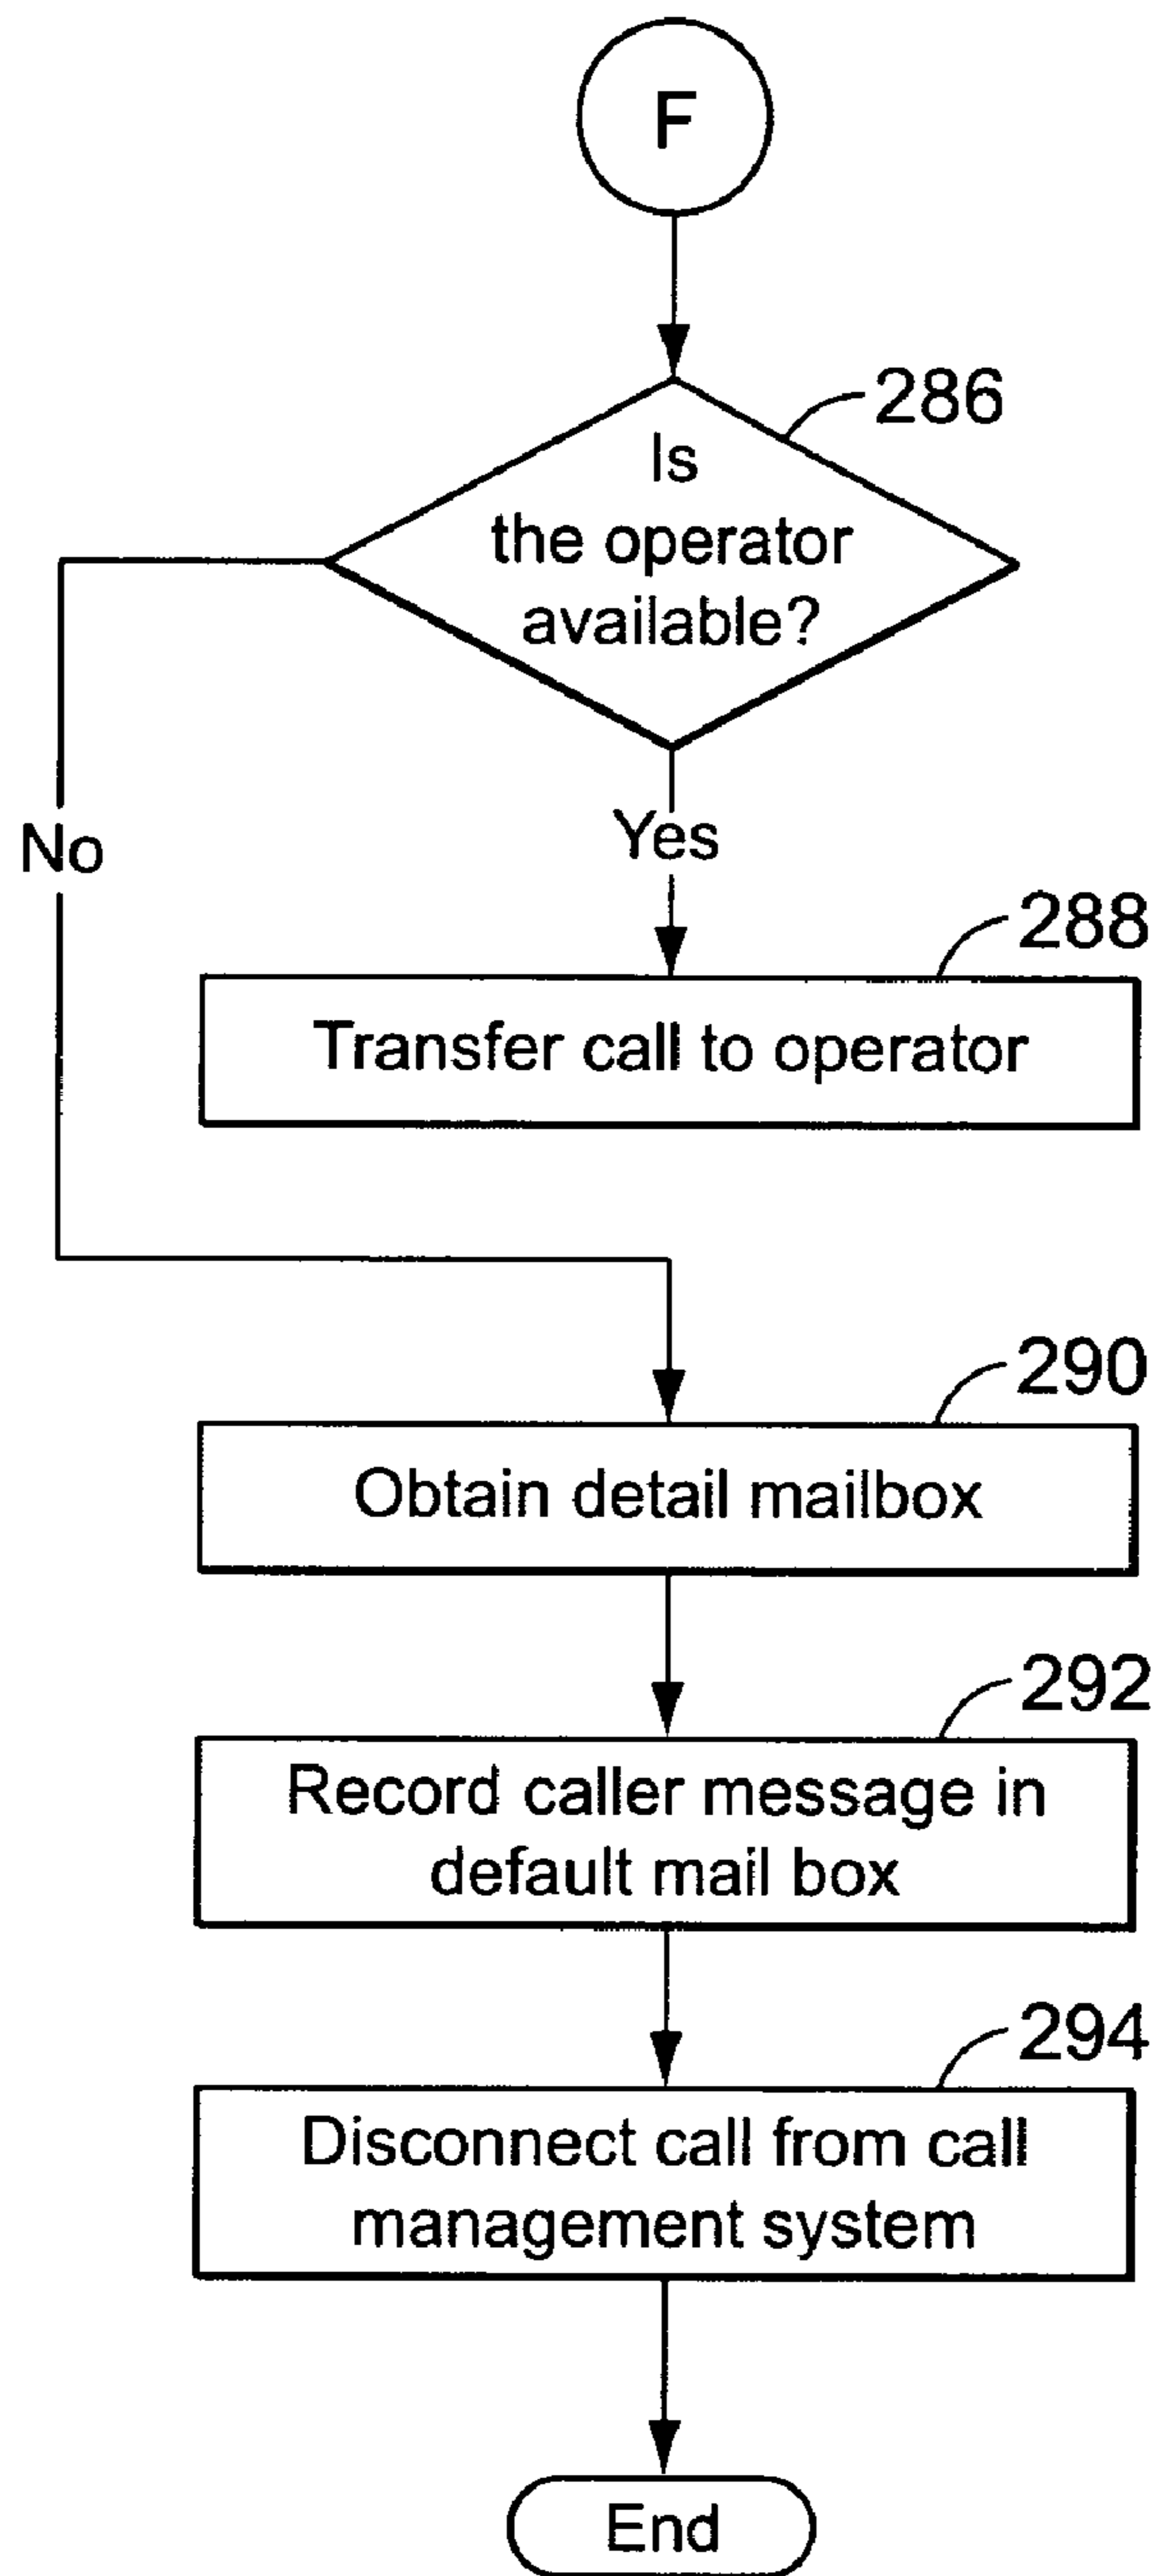 F
286
Is
the operator
available?
No
Yes
288
Transfer call to operator
290
Obtain detail mailbox
292
Record caller message in
default mail box
294
Disconnect call from call
management system
End